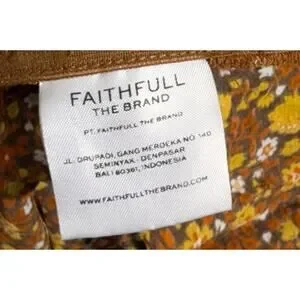 FAITHFULL
THE BRAND
PT. FAITHFULL THE BRAND
JL. DRUPADI, GANG MERDEKA NO 140
SEMINYAK - DENPASAR
BALI 80361, INDONESIA
WWW.FAITHFULLTHEBRAND.COM